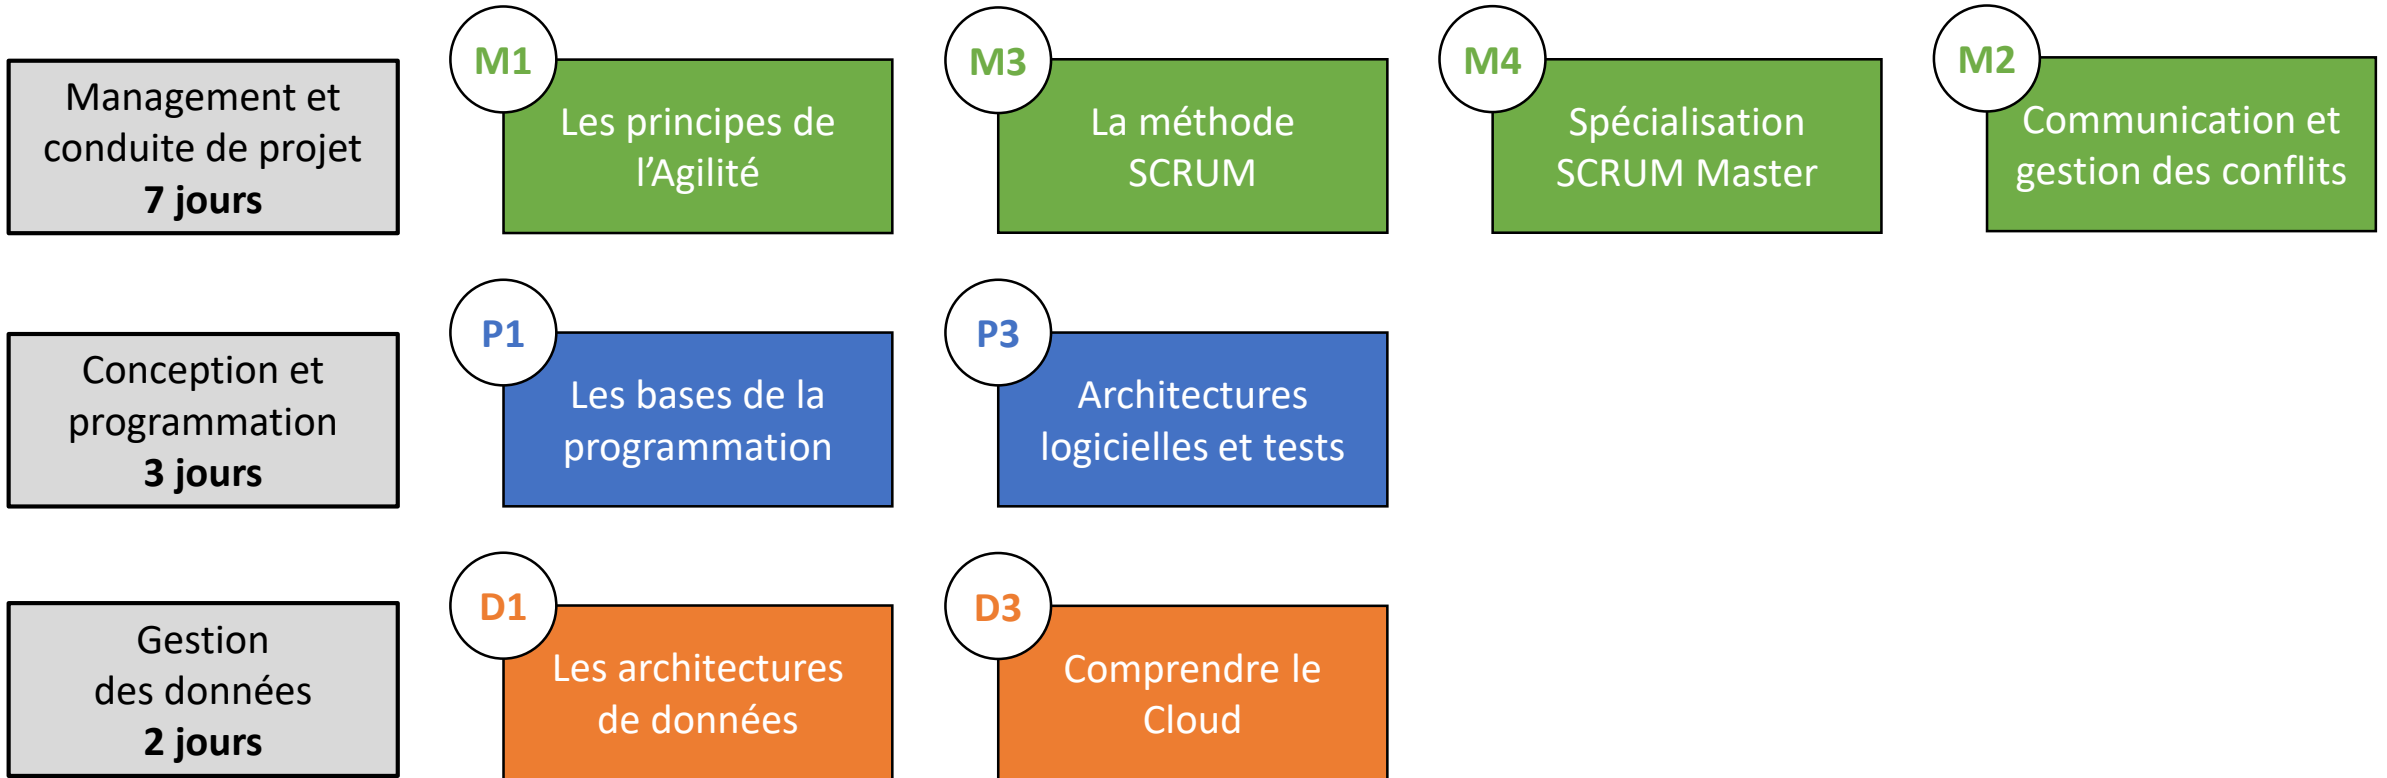 Management et
conduite de projet
7 jours
M1
Les principes de
l’Agilité
M3
La méthode
SCRUM
M4
Spécialisation
SCRUM Master
M2
Communication et
gestion des conflits
Conception et
programmation
3 jours
P1
Les bases de la
programmation
P3
Architectures
logicielles et tests
Gestion
des données
2 jours
D1
Les architectures
de données
D3
Comprendre le
Cloud